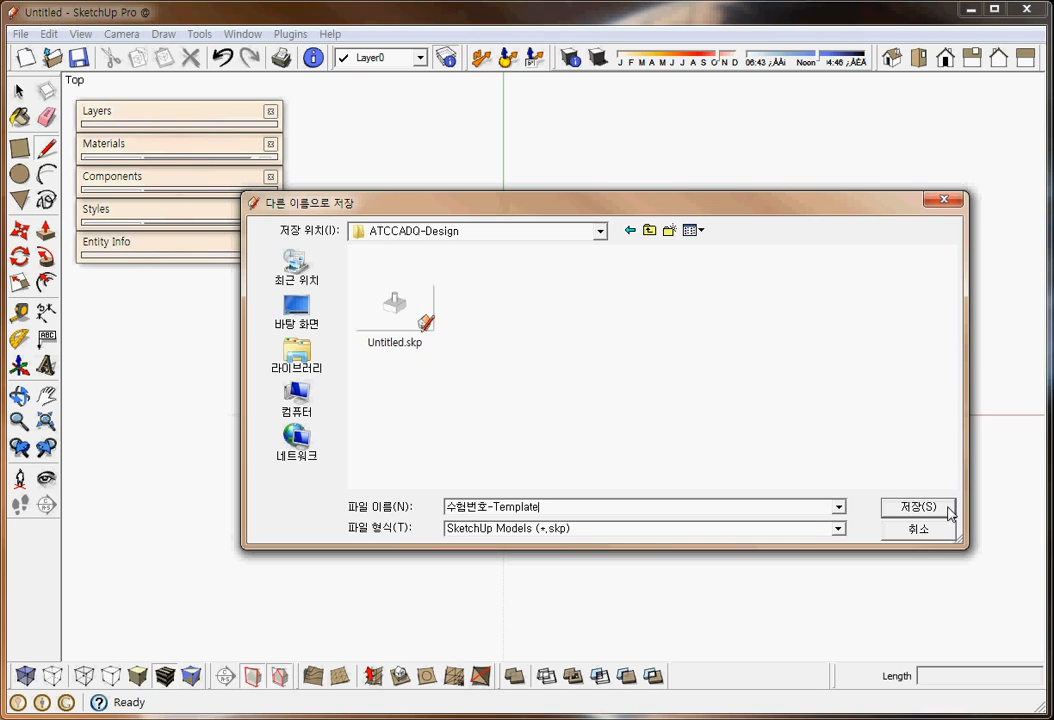 Untitled - SketchUp Pro @
File Edit View Camera Draw Tools Window Plugins Help
Layer0
J F M A M J J A S O N D
Noon
Top
Layers
Materials
Components
Styles
Entity Info
다른 이름으로 저장
저장 위치(I): ATCCADO-Design
최근 위치
바탕 화면
라이브러리
컴퓨터
네트워크
Untitled.skp
파일 이름(N): 수험번호-Template 저장(S)
파일 형식(T): SketchUp Models (*.skp) 취소
ABC
Length
Ready